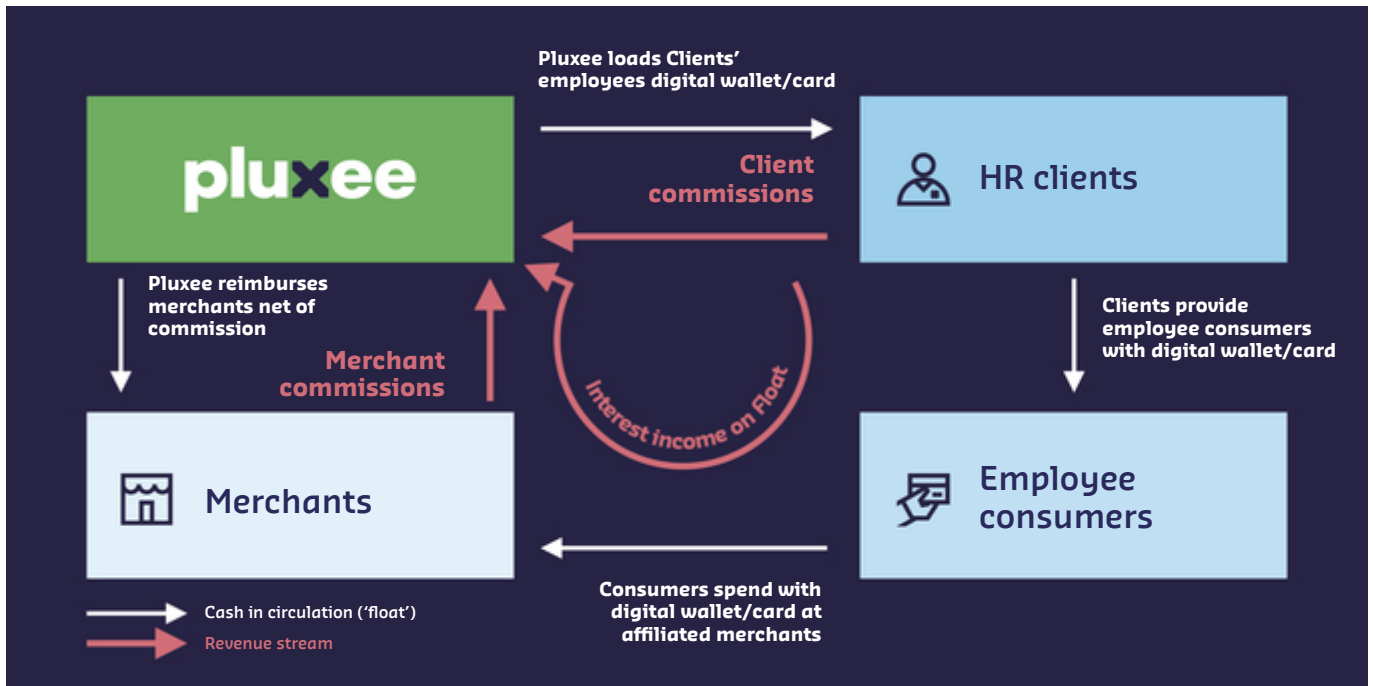 Pluxee loads Clients’
employees digital wallet/card
pluxee
Client
commissions
HR clients
Pluxee reimburses
merchants net of
commission
Merchant
commissions
Interest income on Float
Clients provide
employee consumers
with digital wallet/card
Merchants
Employee
consumers
Consumers spend with
digital wallet/card at
affiliated merchants
Cash in circulation (‘float’)
Revenue stream